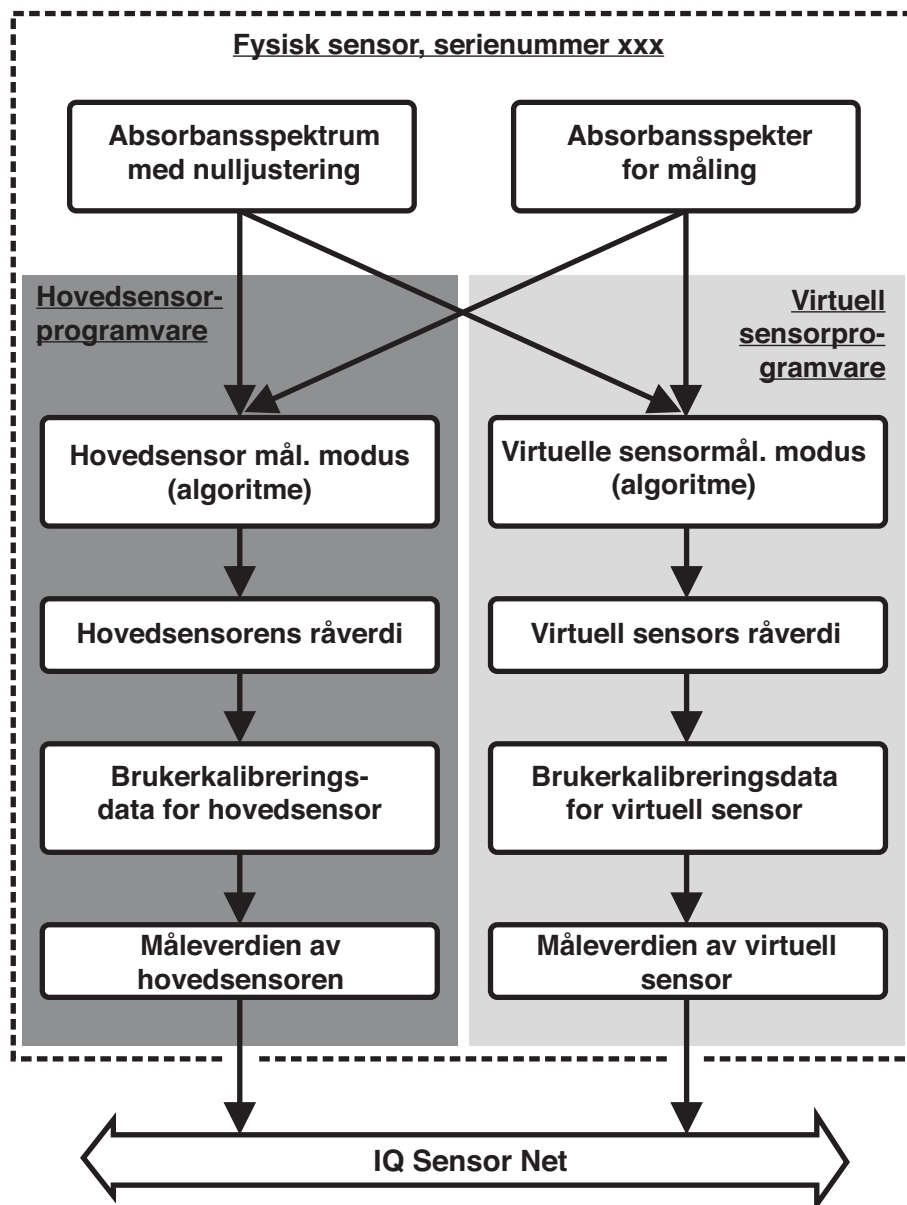 Fysisk sensor, serienummer xxx
Absorbansspektrum
med nulljustering
Absorbansspekter
for måling
Hovedsensor-
programvare
Virtuell
sensorpro-
gramvare
Hovedsensor mål. modus
(algoritme)
Virtuelle sensormål. modus
(algoritme)
Hovedsensorens råverdi
Virtuell sensors råverdi
Brukerkalibrerings-
data for hovedsensor
Brukerkalibreringsdata
for virtuell sensor
Måleverdien av
hovedsensoren
Måleverdien av virtuell
sensor
IQ Sensor Net